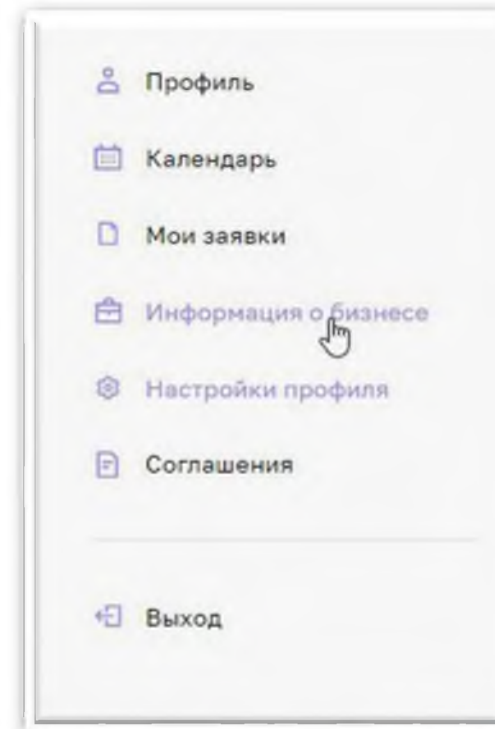 Профиль
Календарь
Мои заявки
Информация о бизнесе
Настройки профиля
Соглашения
Выход